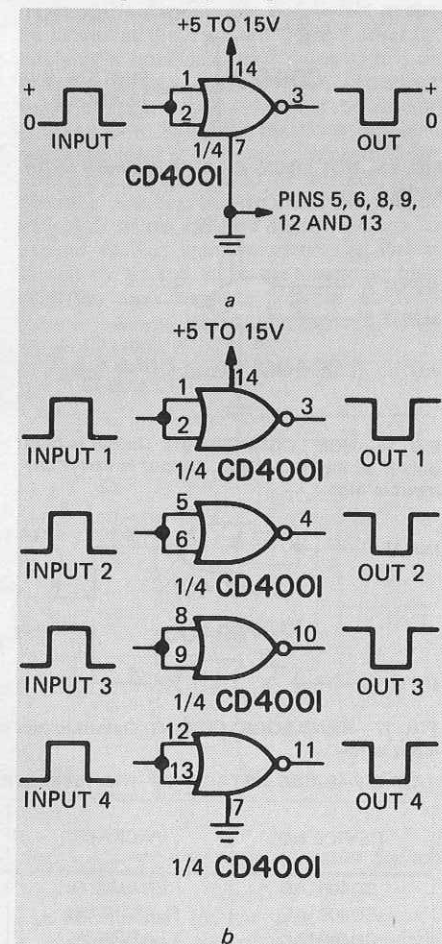 +5 TO 15V
14
1
3
+
+
2
0
0
INPUT
OUT
1/4
7
CD4001
PINS 5, 6, 8, 9,
12 AND 13
a
+5 TO 15V
14
1
3
2
INPUT 1
OUT 1
1/4 CD4001
5
4
6
INPUT 2
OUT 2
1/4 CD4001
8
10
9
INPUT 3
OUT 3
1/4 CD4001
12
11
13
INPUT 4
7
OUT 4
1/4 CD4001
b